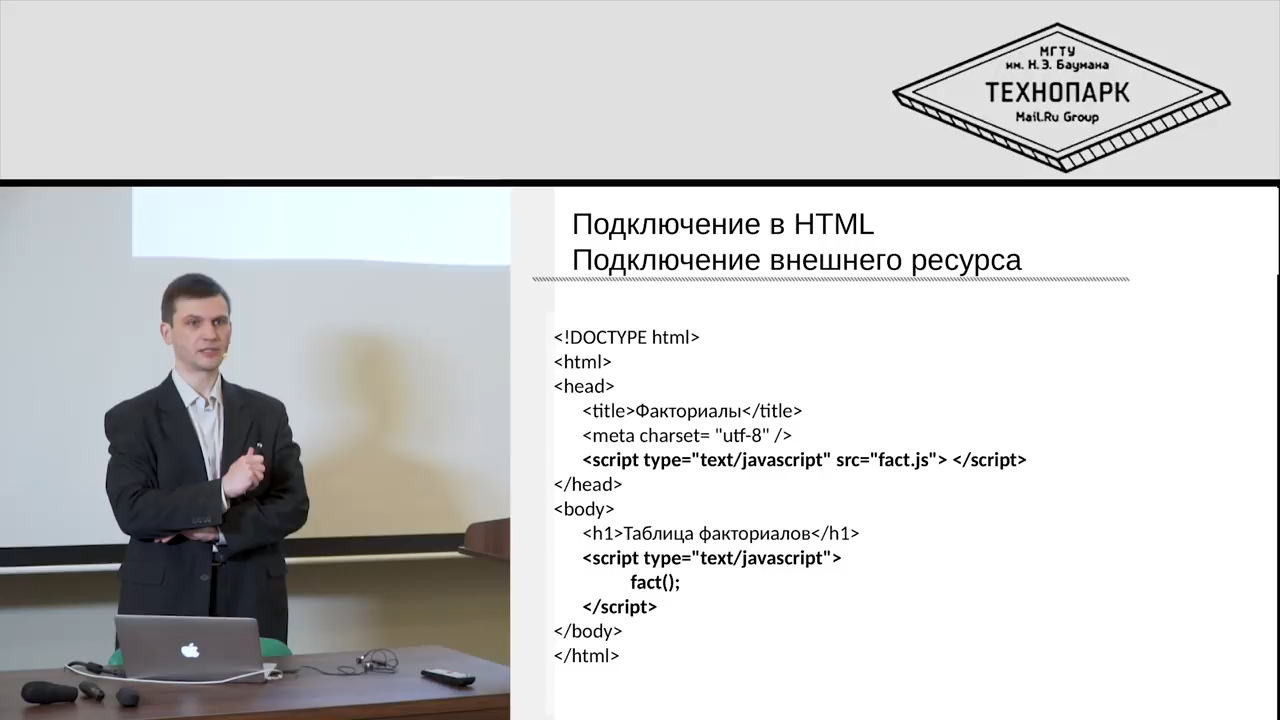 МГТУ
им. Н.Э. Баумана
ТЕХНОПАРК
Mail.Ru Group
Подключение в HTML
Подключение внешнего ресурса
<!DOCTYPE html>
<html>
<head>
<title>Факториалы</title>
<meta charset= "utf-8" />
<script type="text/javascript" src="fact.js"> </script>
</head>
<body>
<h1>Таблица факториалов</h1>
<script type="text/javascript">
fact();
</script>
</body>
</html>